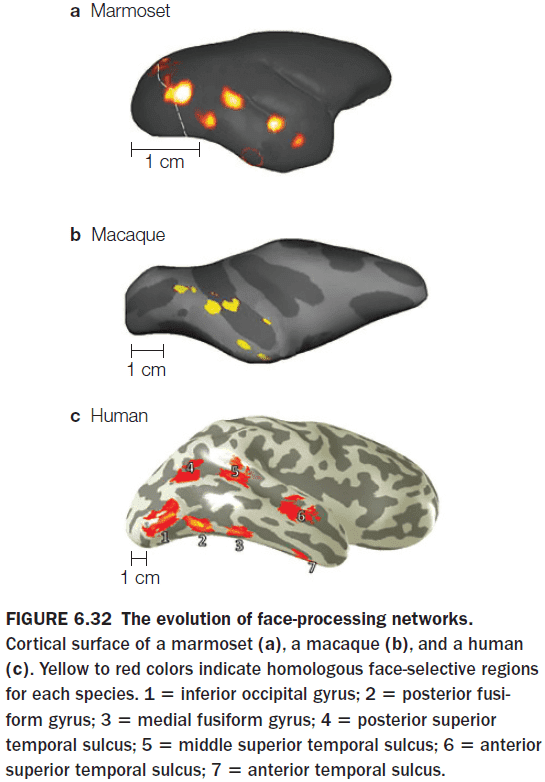 a Marmoset
1 cm
b Macaque
1 cm
c Human
4
5
6
1
2
3
7
1 cm
FIGURE 6.32 The evolution of face-processing networks.
Cortical surface of a marmoset (a), a macaque (b), and a human
(c). Yellow to red colors indicate homologous face-selective regions
for each species. 1 = inferior occipital gyrus; 2 = posterior fusi-
form gyrus; 3 = medial fusiform gyrus; 4 = posterior superior
temporal sulcus; 5 = middle superior temporal sulcus; 6 = anterior
superior temporal sulcus; 7 = anterior temporal sulcus.